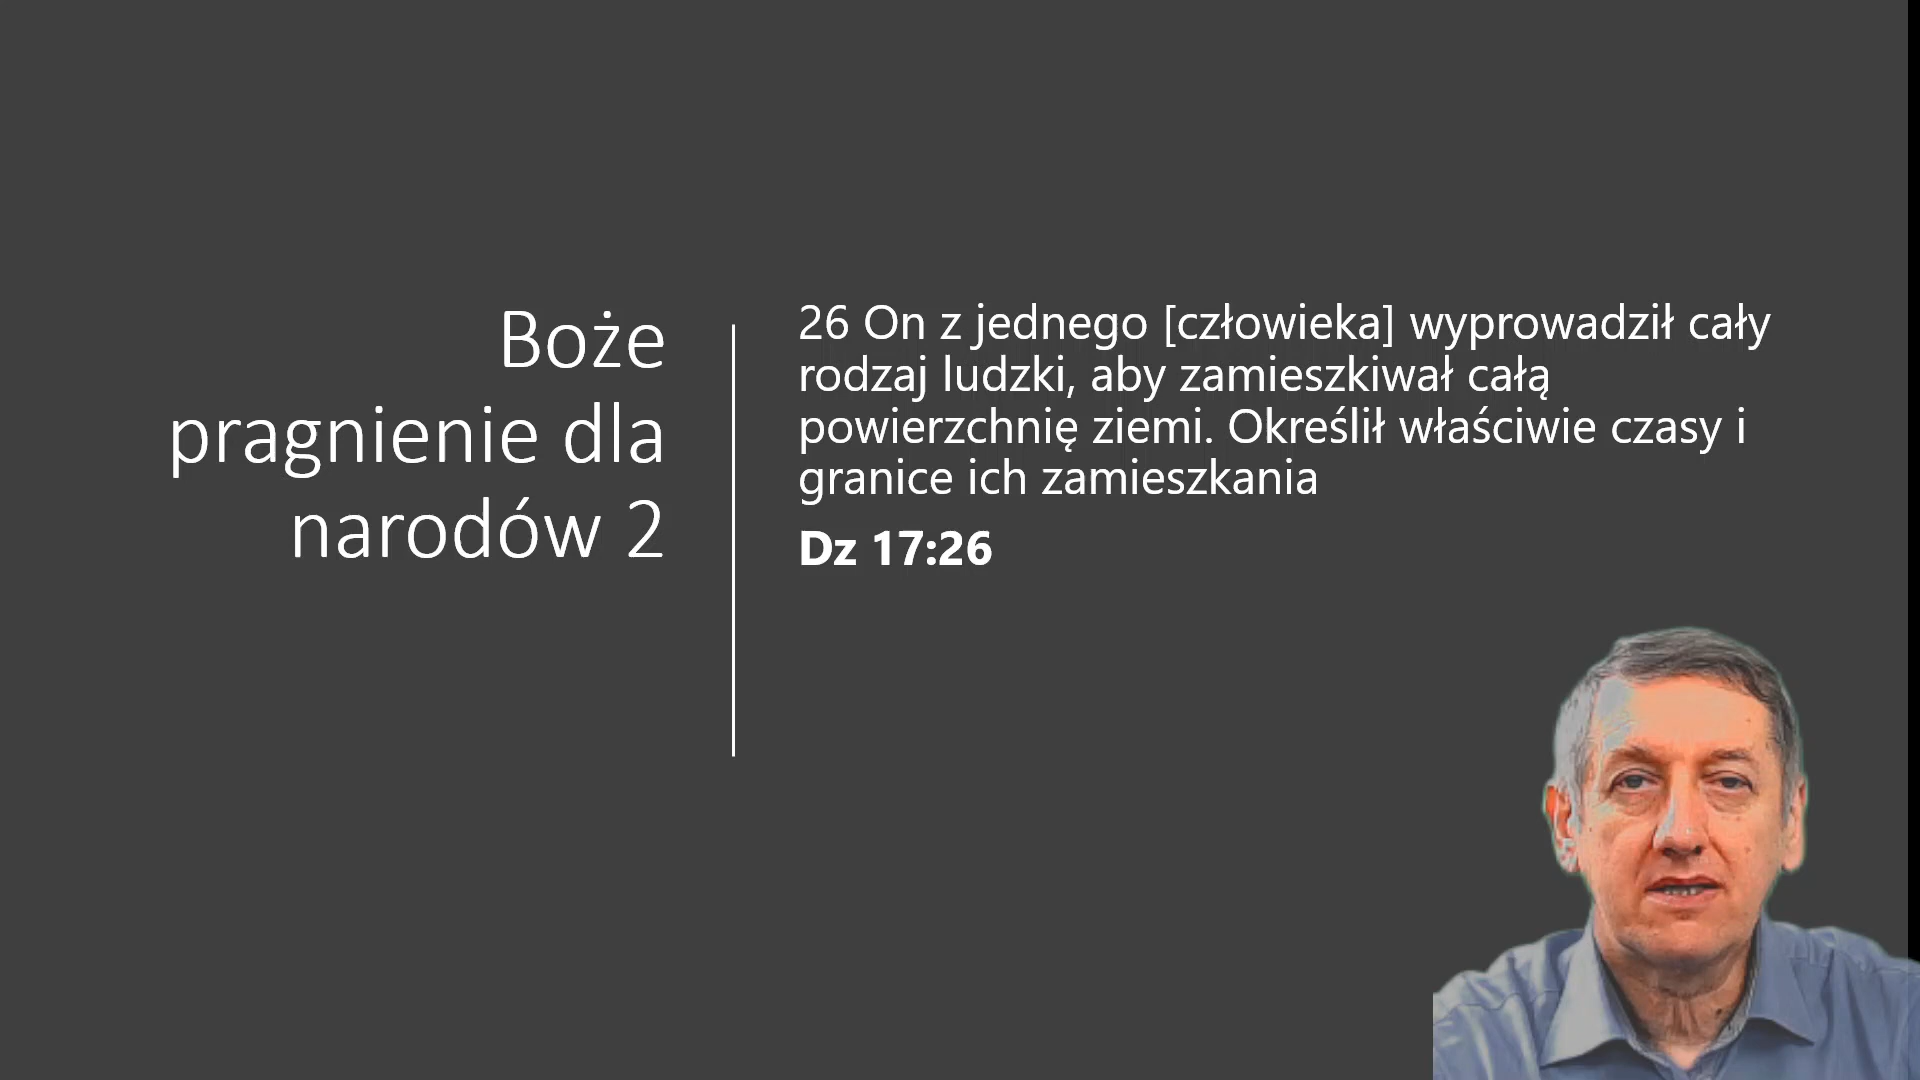 Boże
pragnienie dla
narodów 2
26 On z jednego [człowieka] wyprowadził cały
rodzaj ludzki, aby zamieszkiwał całą
powierzchnię ziemi. Określił właściwie czasy i
granice ich zamieszkania
Dz 17:26